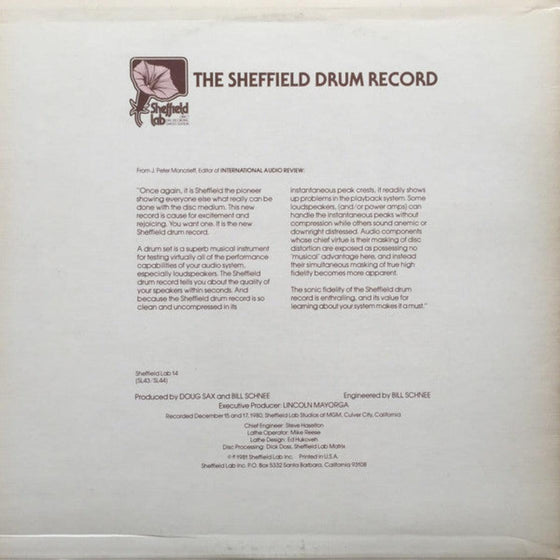 THE SHEFFIELD DRUM RECORD
Sheffield
Lab
From J. Peter Moncrieff, Editor of INTERNATIONAL AUDIO REVIEW:
"Once again, it is Sheffield the pioneer
showing everyone else what really can be
done with the disc medium. This new
record is cause for excitement and
rejoicing. You want one. It is the new
Sheffield drum record.
A drum set is a superb musical instrument
for testing virtually all of the performance
capabilities of your audio system,
especially loudspeakers. The Sheffield
drum record tells you about the quality of
your speakers within seconds. And
because the Sheffield drum record is so
clean and uncompressed in its
instantaneous peak crests, it readily shows
up problems in the playback system. Some
loudspeakers, (and/or power amps) can
handle the instantaneous peaks without
compression while others sound anemic or
downright distressed. Audio components
whose chief virtue is their masking of disc
distortion are exposed as possessing no
'musical' advantage here, and instead
their simultaneous masking of true high
fidelity becomes more apparent.
The sonic fidelity of the Sheffield drum
record is enthralling, and its value for
learning about your system makes it a must."
Sheffield Lab 14
(SL43/SL44)
Produced by DOUG SAX and BILL SCHNEE Engineered by BILL SCHNEE
Executive Producer: LINCOLN MAYORGA
Recorded December 15 and 17, 1980, Sheffield Lab Studios at MGM, Culver City, California
Chief Engineer: Steve Haselton
Lathe Operator: Mike Reese
Lathe Design: Ed Hukoveh
Disc Processing: Dick Doss, Sheffield Lab Matrix
© ℗ 1981 Sheffield Lab Inc. Printed in U.S.A.
Sheffield Lab Inc. P.O. Box 5332 Santa Barbara, California 93108